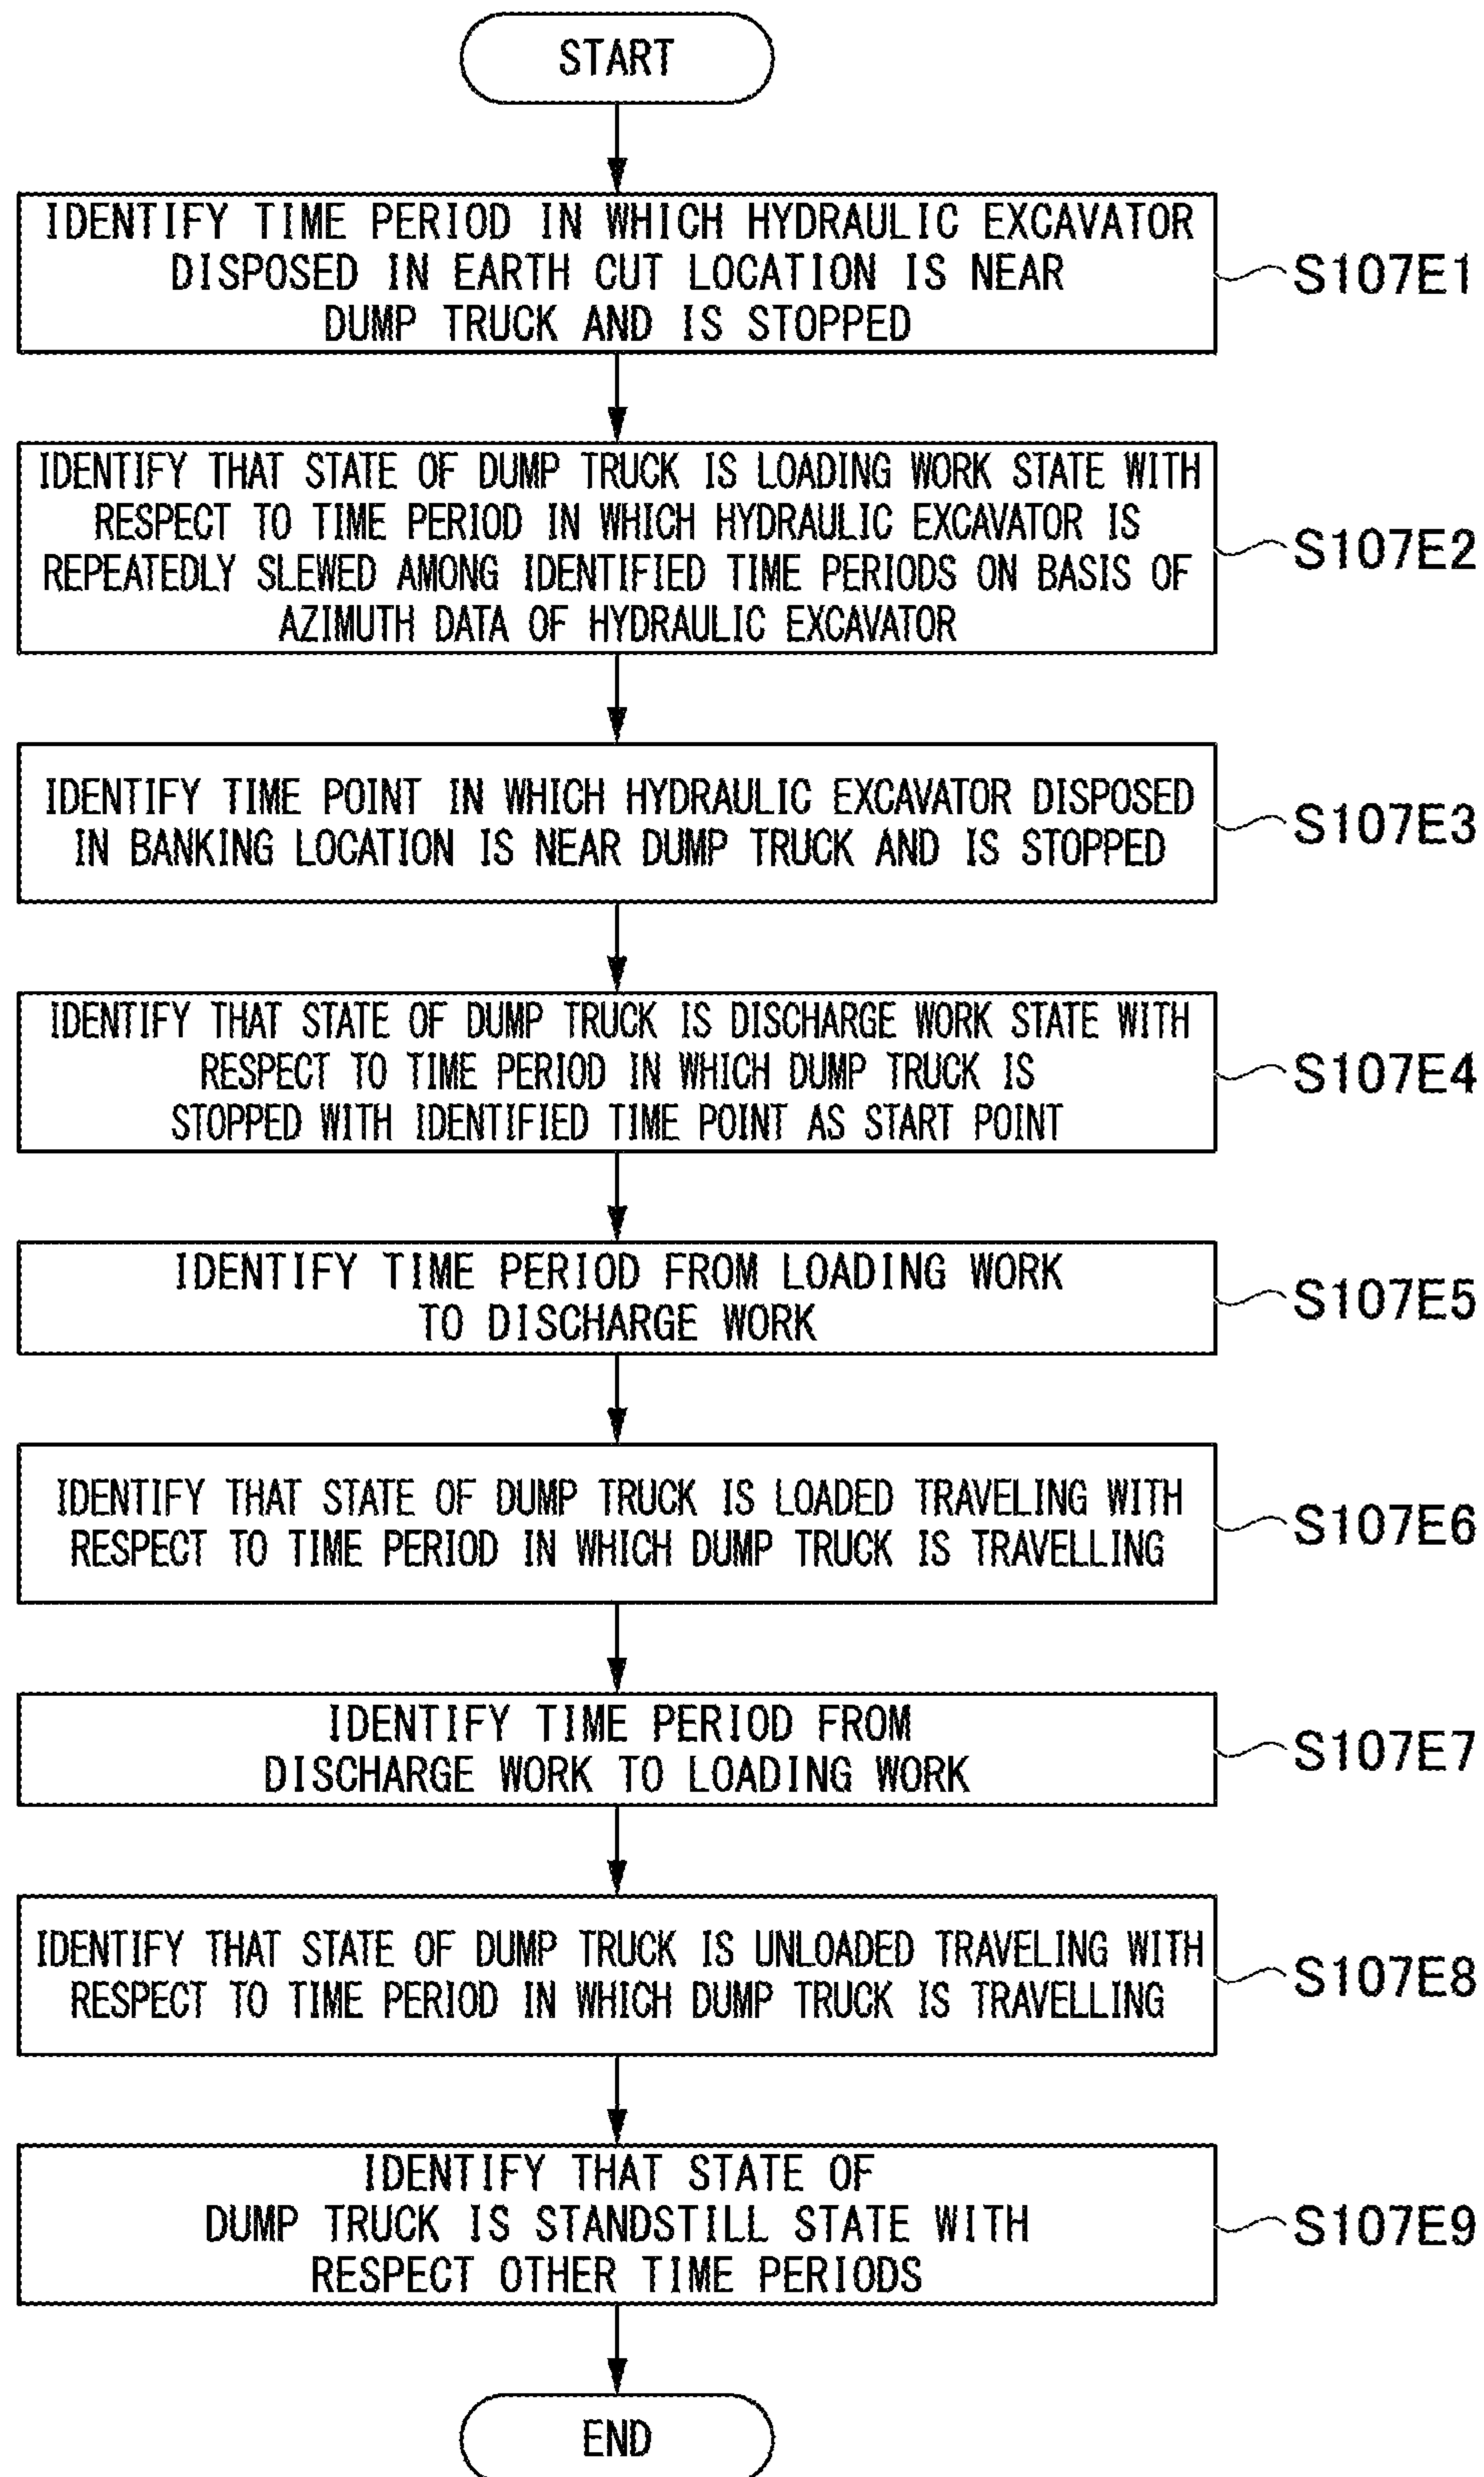 START
IDENTIFY TIME PERIOD IN WHICH HYDRAULIC EXCAVATOR
DISPOSED IN EARTH CUT LOCATION IS NEAR
DUMP TRUCK AND IS STOPPED
S107E1
IDENTIFY THAT STATE OF DUMP TRUCK IS LOADING WORK STATE WITH
RESPECT TO TIME PERIOD IN WHICH HYDRAULIC EXCAVATOR IS
REPEATEDLY SLEWED AMONG IDENTIFIED TIME PERIODS ON BASIS OF
AZIMUTH DATA OF HYDRAULIC EXCAVATOR
S107E2
IDENTIFY TIME POINT IN WHICH HYDRAULIC EXCAVATOR DISPOSED
IN BANKING LOCATION IS NEAR DUMP TRUCK AND IS STOPPED
S107E3
IDENTIFY THAT STATE OF DUMP TRUCK IS DISCHARGE WORK STATE WITH
RESPECT TO TIME PERIOD IN WHICH DUMP TRUCK IS
STOPPED WITH IDENTIFIED TIME POINT AS START POINT
S107E4
IDENTIFY TIME PERIOD FROM LOADING WORK
TO DISCHARGE WORK
S107E5
IDENTIFY THAT STATE OF DUMP TRUCK IS LOADED TRAVELING WITH
RESPECT TO TIME PERIOD IN WHICH DUMP TRUCK IS TRAVELLING
S107E6
IDENTIFY TIME PERIOD FROM
DISCHARGE WORK TO LOADING WORK
S107E7
IDENTIFY THAT STATE OF DUMP TRUCK IS UNLOADED TRAVELING WITH
RESPECT TO TIME PERIOD IN WHICH DUMP TRUCK IS TRAVELLING
S107E8
IDENTIFY THAT STATE OF
DUMP TRUCK IS STANDSTILL STATE WITH
RESPECT OTHER TIME PERIODS
S107E9
END